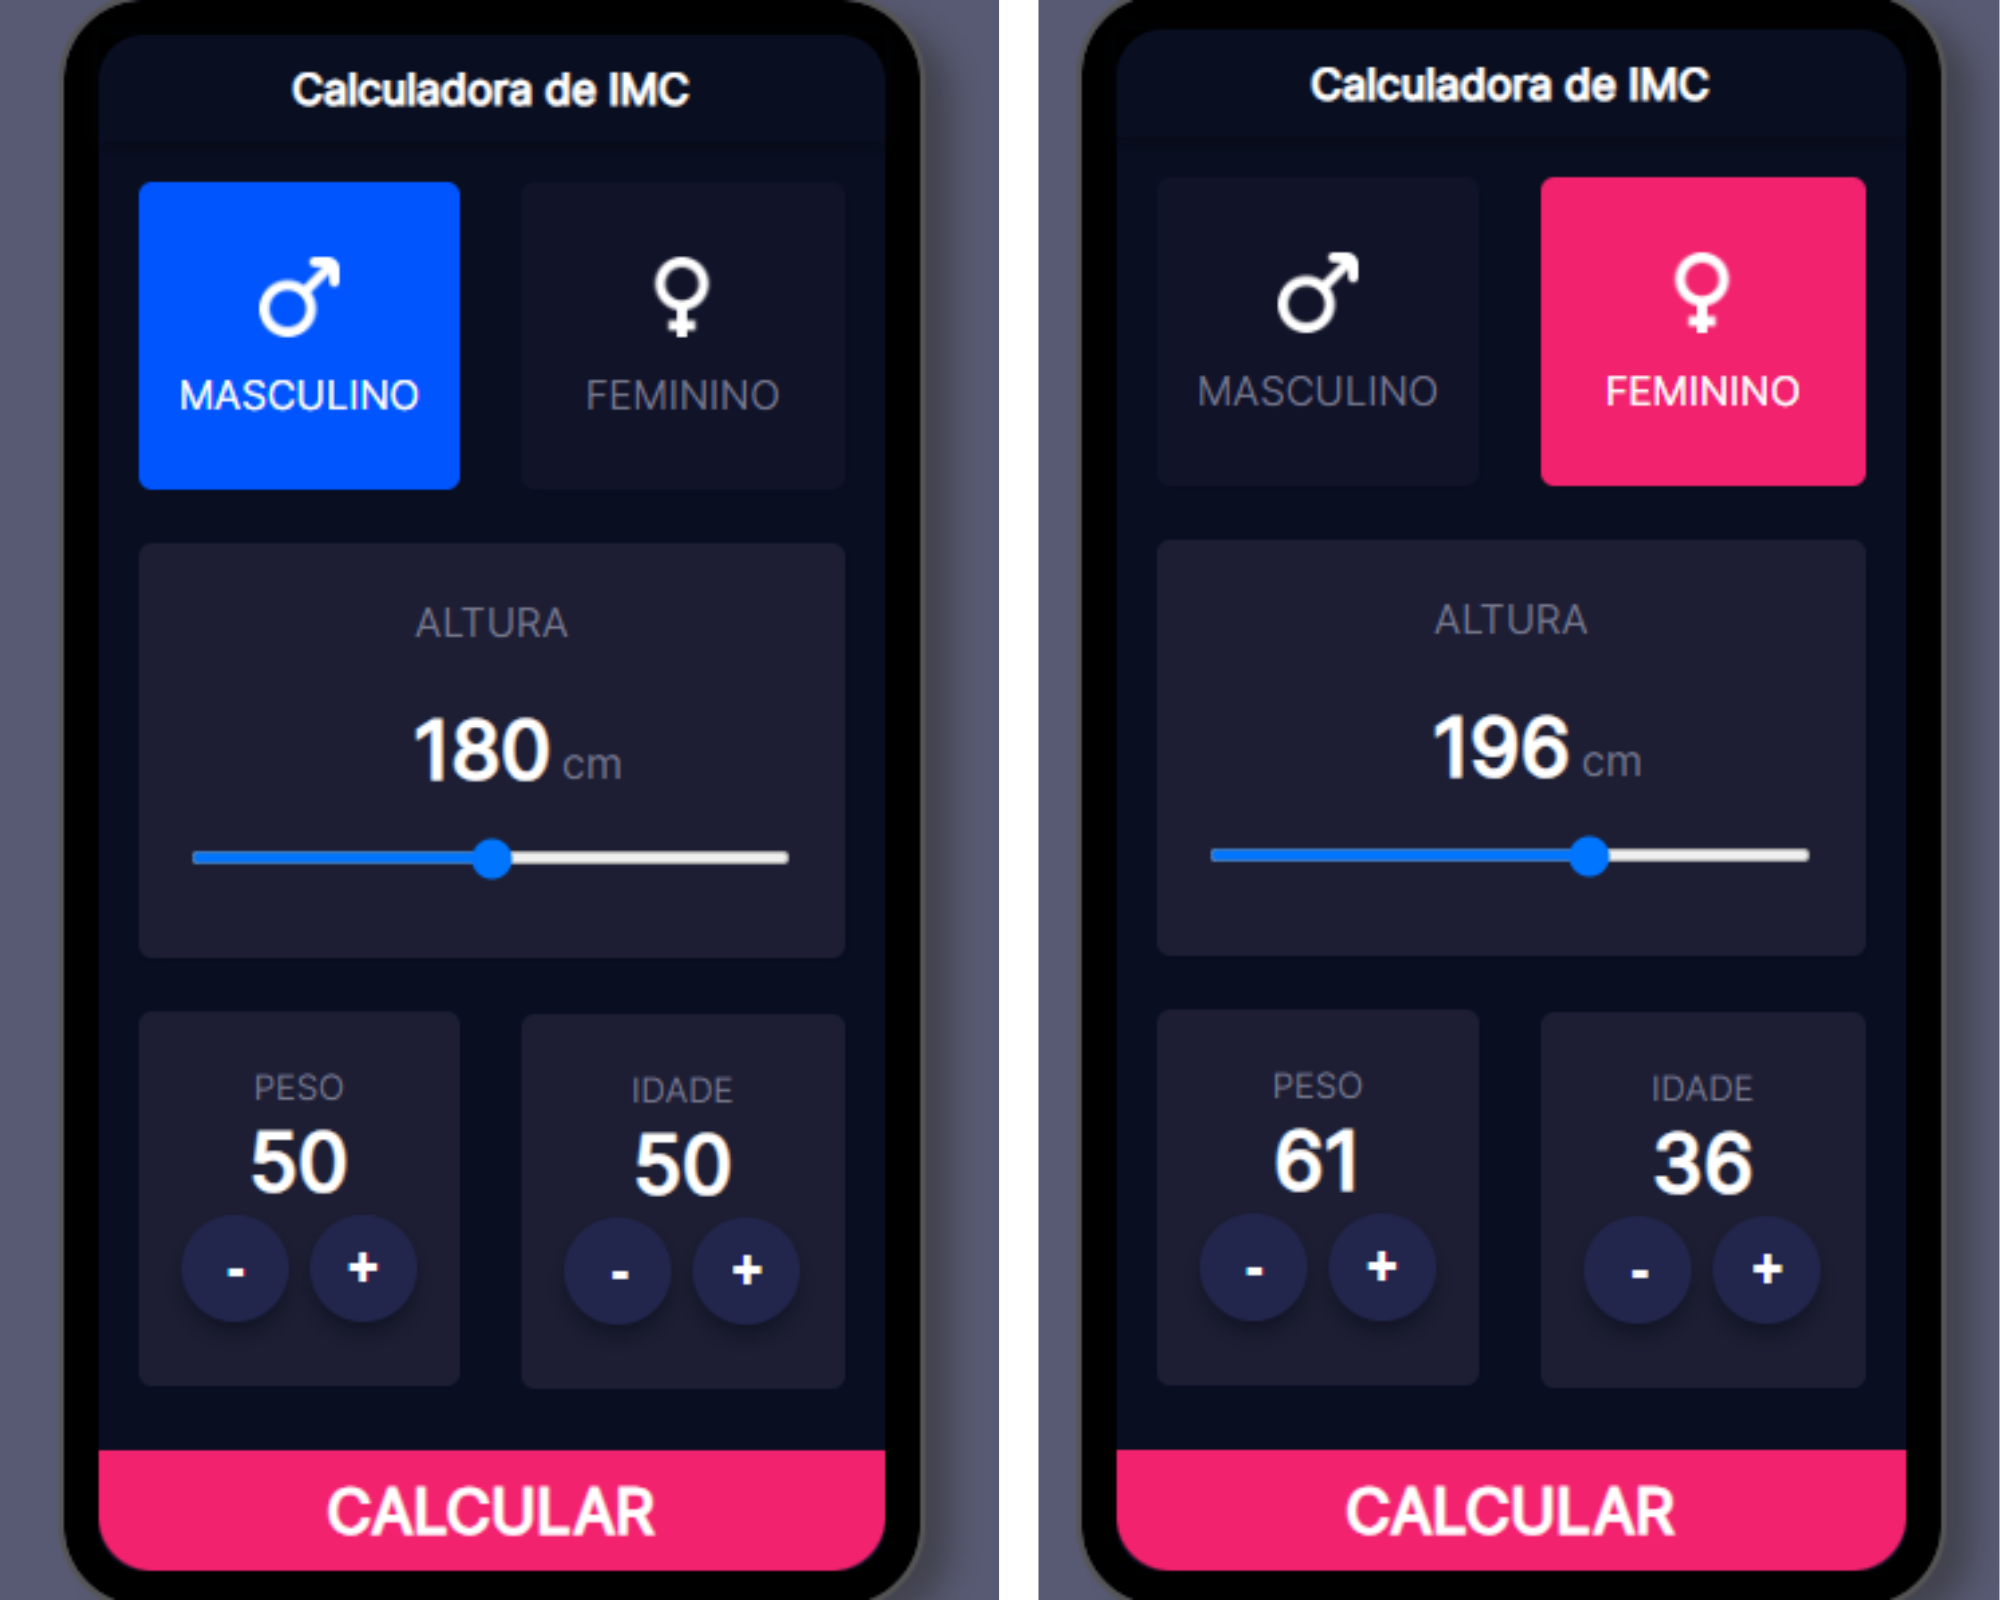 Calculadora de IMC
MASCULINO
FEMININO
ALTURA
180 cm
PESO
50
- +
IDADE
50
- +
CALCULAR
Calculadora de IMC
MASCULINO
FEMININO
ALTURA
196 cm
PESO
61
- +
IDADE
36
- +
CALCULAR